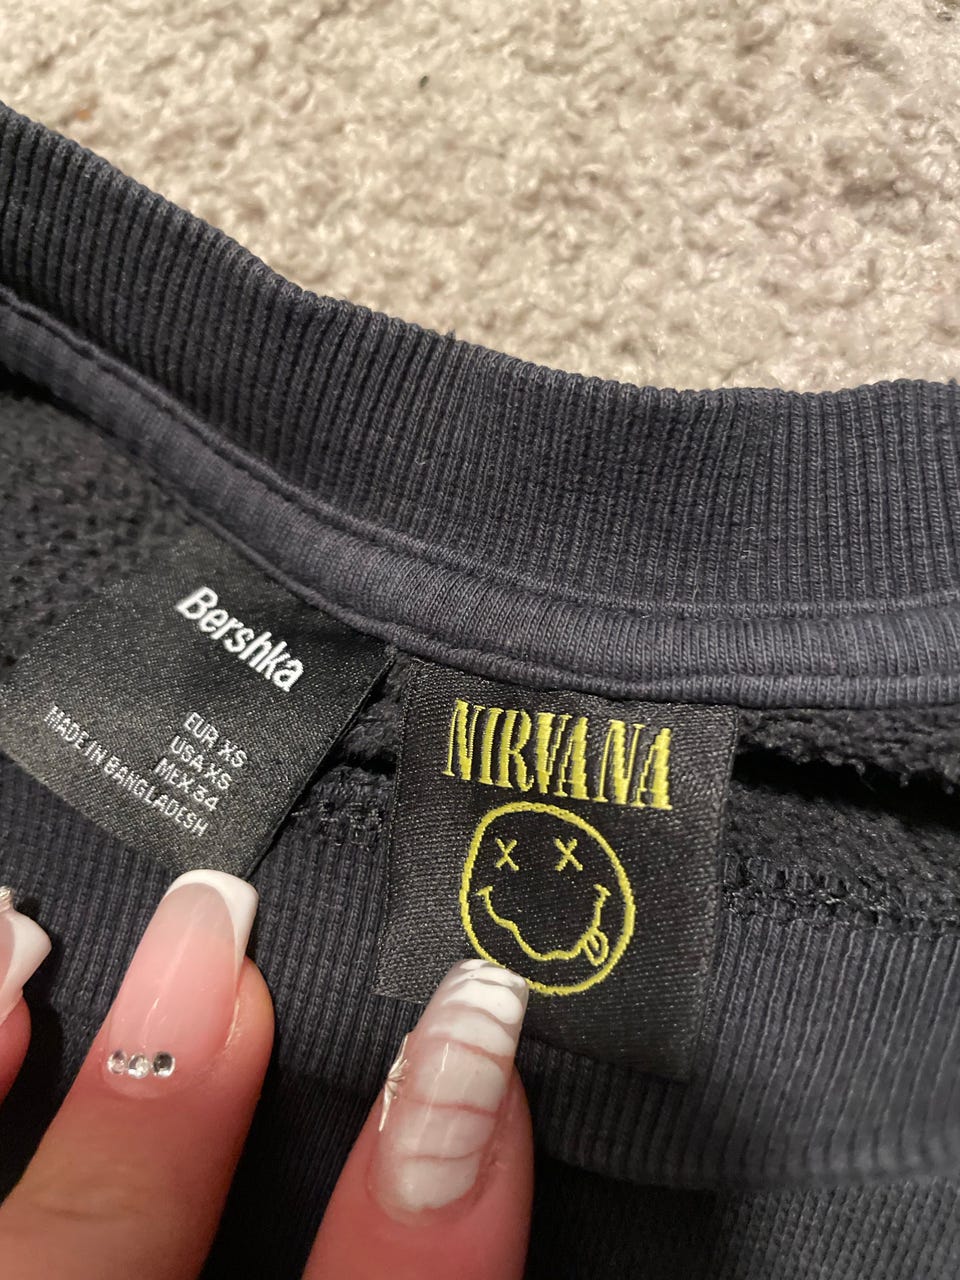 Bershka
EUR XS
USA XS
MEX 34
MADE IN BANGLADESH
NIRVANA